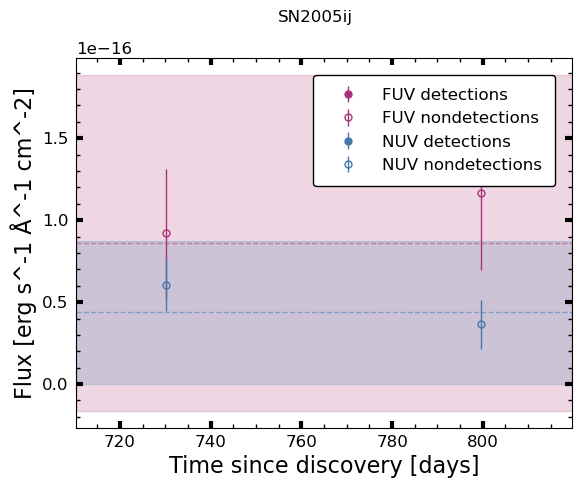 SN2005ij
1e−16
FUV detections
FUV nondetections
NUV detections
NUV nondetections
1.5
1.0
0.5
0.0
Flux [erg s^-1 Å^-1 cm^-2]
720
740
760
780
800
Time since discovery [days]